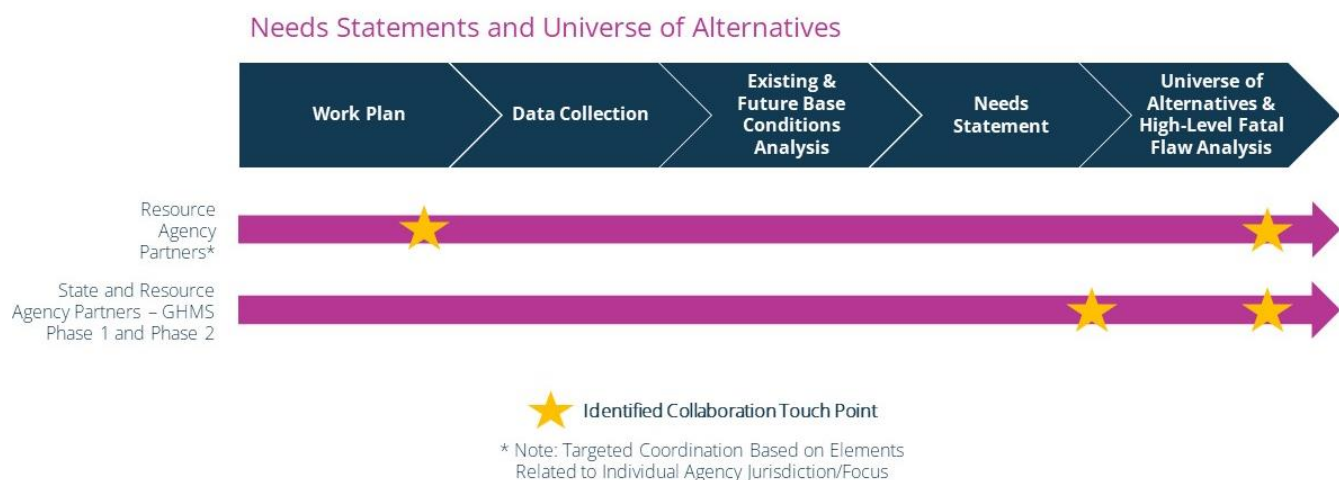 Needs Statements and Universe of Alternatives
Work Plan
Data Collection
Existing &
Future Base
Conditions
Analysis
Needs
Statement
Universe of
Alternatives &
High-Level Fatal
Flaw Analysis
Resource
Agency
Partners*
State and Resource
Agency Partners – GHMS
Phase 1 and Phase 2
Identified Collaboration Touch Point
* Note: Targeted Coordination Based on Elements
Related to Individual Agency Jurisdiction/Focus